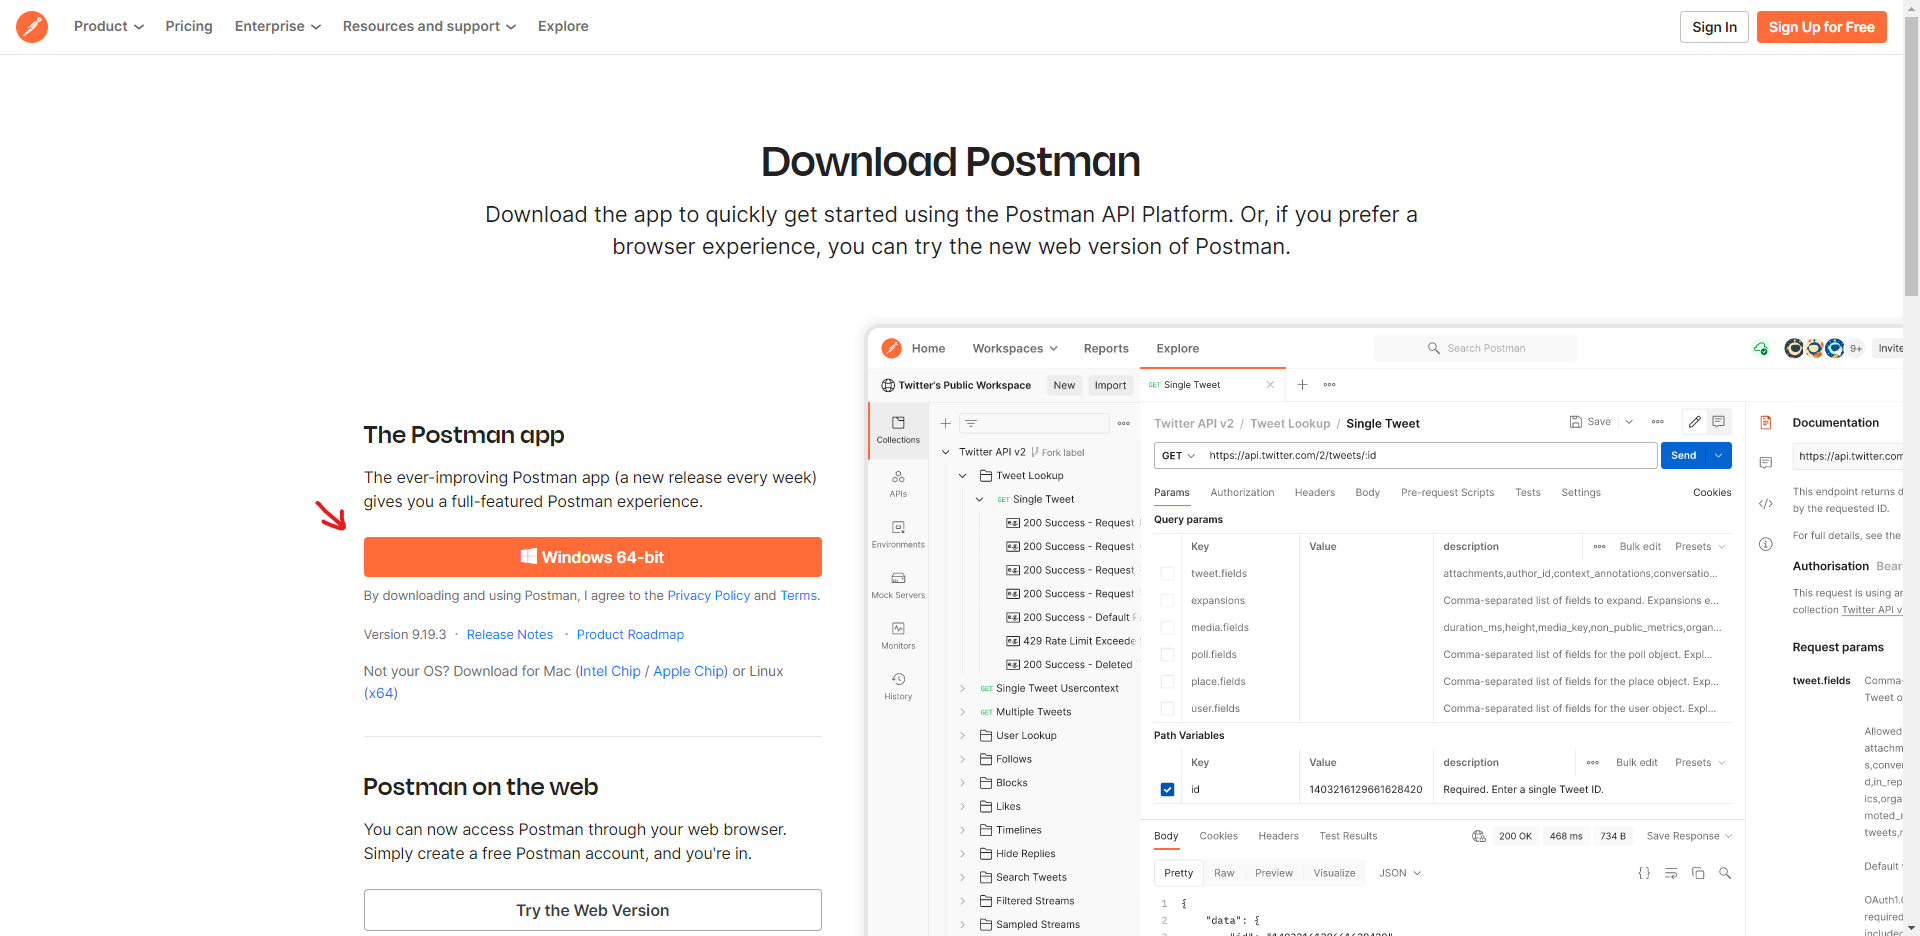 Product
Pricing
Enterprise
Resources and support
Explore
Sign In
Sign Up for Free
Download Postman
Download the app to quickly get started using the Postman API Platform. Or, if you prefer a
browser experience, you can try the new web version of Postman.
The Postman app
The ever-improving Postman app (a new release every week)
gives you a full-featured Postman experience.
Windows 64-bit
By downloading and using Postman, I agree to the Privacy Policy and Terms.
Version 9.19.3 · Release Notes · Product Roadmap
Not your OS? Download for Mac (Intel Chip / Apple Chip) or Linux
(x64)
Postman on the web
You can now access Postman through your web browser.
Simply create a free Postman account, and you're in.
Try the Web Version
Home
Workspaces
Reports
Explore
Search Postman
9+
Invite
Twitter's Public Workspace
New
Import
GET Single Tweet
Collections
APIs
Environments
Mock Servers
Monitors
History
Twitter API v2 Fork label
Tweet Lookup
GET Single Tweet
200 Success - Request
200 Success - Request
200 Success - Request
200 Success - Request
200 Success - Default
429 Rate Limit Exceede
200 Success - Deleted
GET Single Tweet Usercontext
GET Multiple Tweets
User Lookup
Follows
Blocks
Likes
Timelines
Hide Replies
Search Tweets
Filtered Streams
Sampled Streams
Twitter API v2 / Tweet Lookup / Single Tweet
Save
GET https://api.twitter.com/2/tweets/:id
Send
Params
Authorization
Headers
Body
Pre-request Scripts
Tests
Settings
Cookies
Query params
Key Value description Bulk edit Presets
tweet.fields attachments,author_id,context_annotations,conversatio...
expansions Comma-separated list of fields to expand. Expansions e...
media.fields duration_ms,height,media_key,non_public_metrics,organ...
poll.fields Comma-separated list of fields for the poll object. Expl...
place.fields Comma-separated list of fields for the place object. Exp...
user.fields Comma-separated list of fields for the user object. Expl...
Path Variables
Key Value description Bulk edit Presets
id 1403216129661628420 Required. Enter a single Tweet ID.
Body
Cookies
Headers
Test Results
200 OK
468 ms
734 B
Save Response
Pretty
Raw
Preview
Visualize
JSON
1 {
2 "data": {
Documentation
https://api.twitter.com
This endpoint returns d
by the requested ID.
For full details, see the
Authorisation Bear
This request is using an
collection Twitter API v
Request params
tweet.fields Comma-
Tweet o
Allowed
attachm
s,conver
d,in_rep
ics,orga
moted_m
tweets,r
Default v
OAuth1.0
required
included